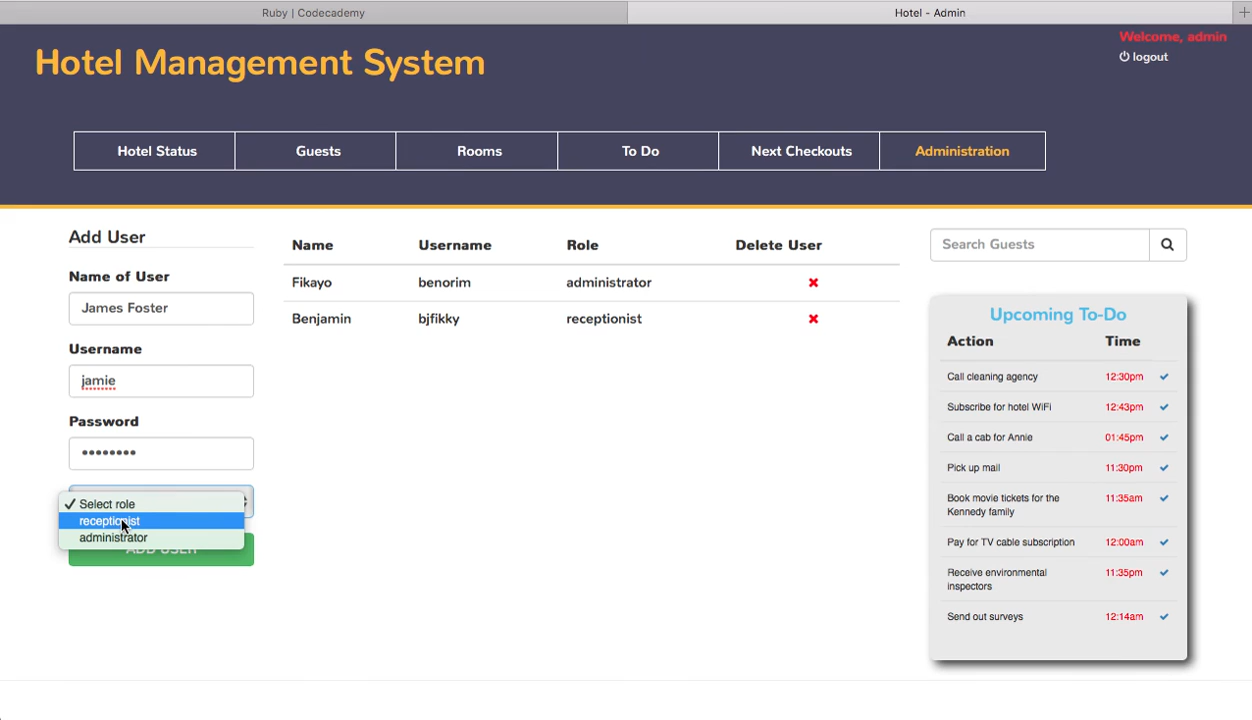 Ruby | Codecademy
Hotel - Admin
Welcome, admin
Hotel Management System
logout
Hotel Status
Guests
Rooms
To Do
Next Checkouts
Administration
Add User
Name of User
James Foster
Username
jamie
Password
••••••••
✓ Select role
receptionist
administrator
ADD USER
Name Username Role Delete User
Fikayo benorim administrator
Benjamin bjfikky receptionist
Search Guests
Upcoming To-Do
Action Time
Call cleaning agency 12:30pm
Subscribe for hotel WiFi 12:43pm
Call a cab for Annie 01:45pm
Pick up mail 11:30pm
Book movie tickets for the 11:35am
Kennedy family
Pay for TV cable subscription 12:00am
Receive environmental 11:35pm
inspectors
Send out surveys 12:14am